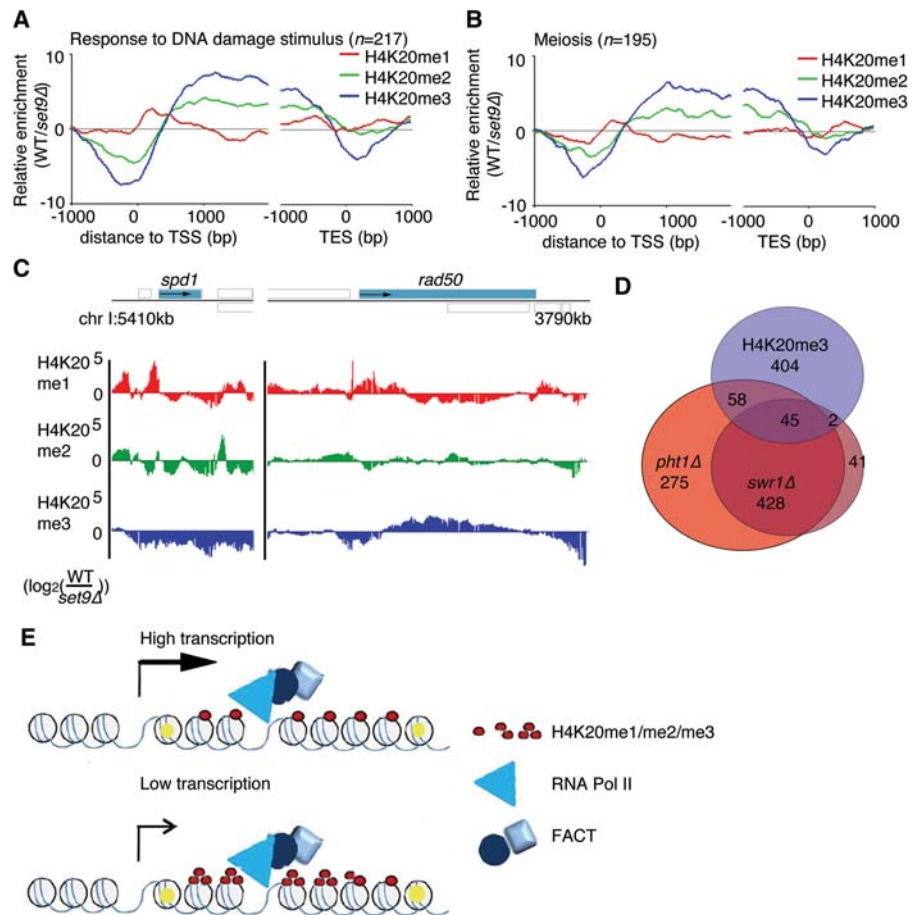 A
Response to DNA damage stimulus (n=217)
H4K20me1
H4K20me2
H4K20me3
Relative enrichment
(WT/set9Δ)
10
0
-10
-1000 0 1000 -1000 0 1000
distance to TSS (bp) TES (bp)
B
Meiosis (n=195)
H4K20me1
H4K20me2
H4K20me3
Relative enrichment
(WT/set9Δ)
10
0
-10
-1000 0 1000 -1000 0 1000
distance to TSS (bp) TES (bp)
C
spd1 rad50
chr I:5410kb 3790kb
H4K20 5
me1 0
H4K20 5
me2 0
H4K20 5
me3 0
(log2(WT
set9Δ))
D
H4K20me3
404
58
45 2
41
pht1Δ
275
swr1Δ
428
E
High transcription
Low transcription
H4K20me1/me2/me3
RNA Pol II
FACT